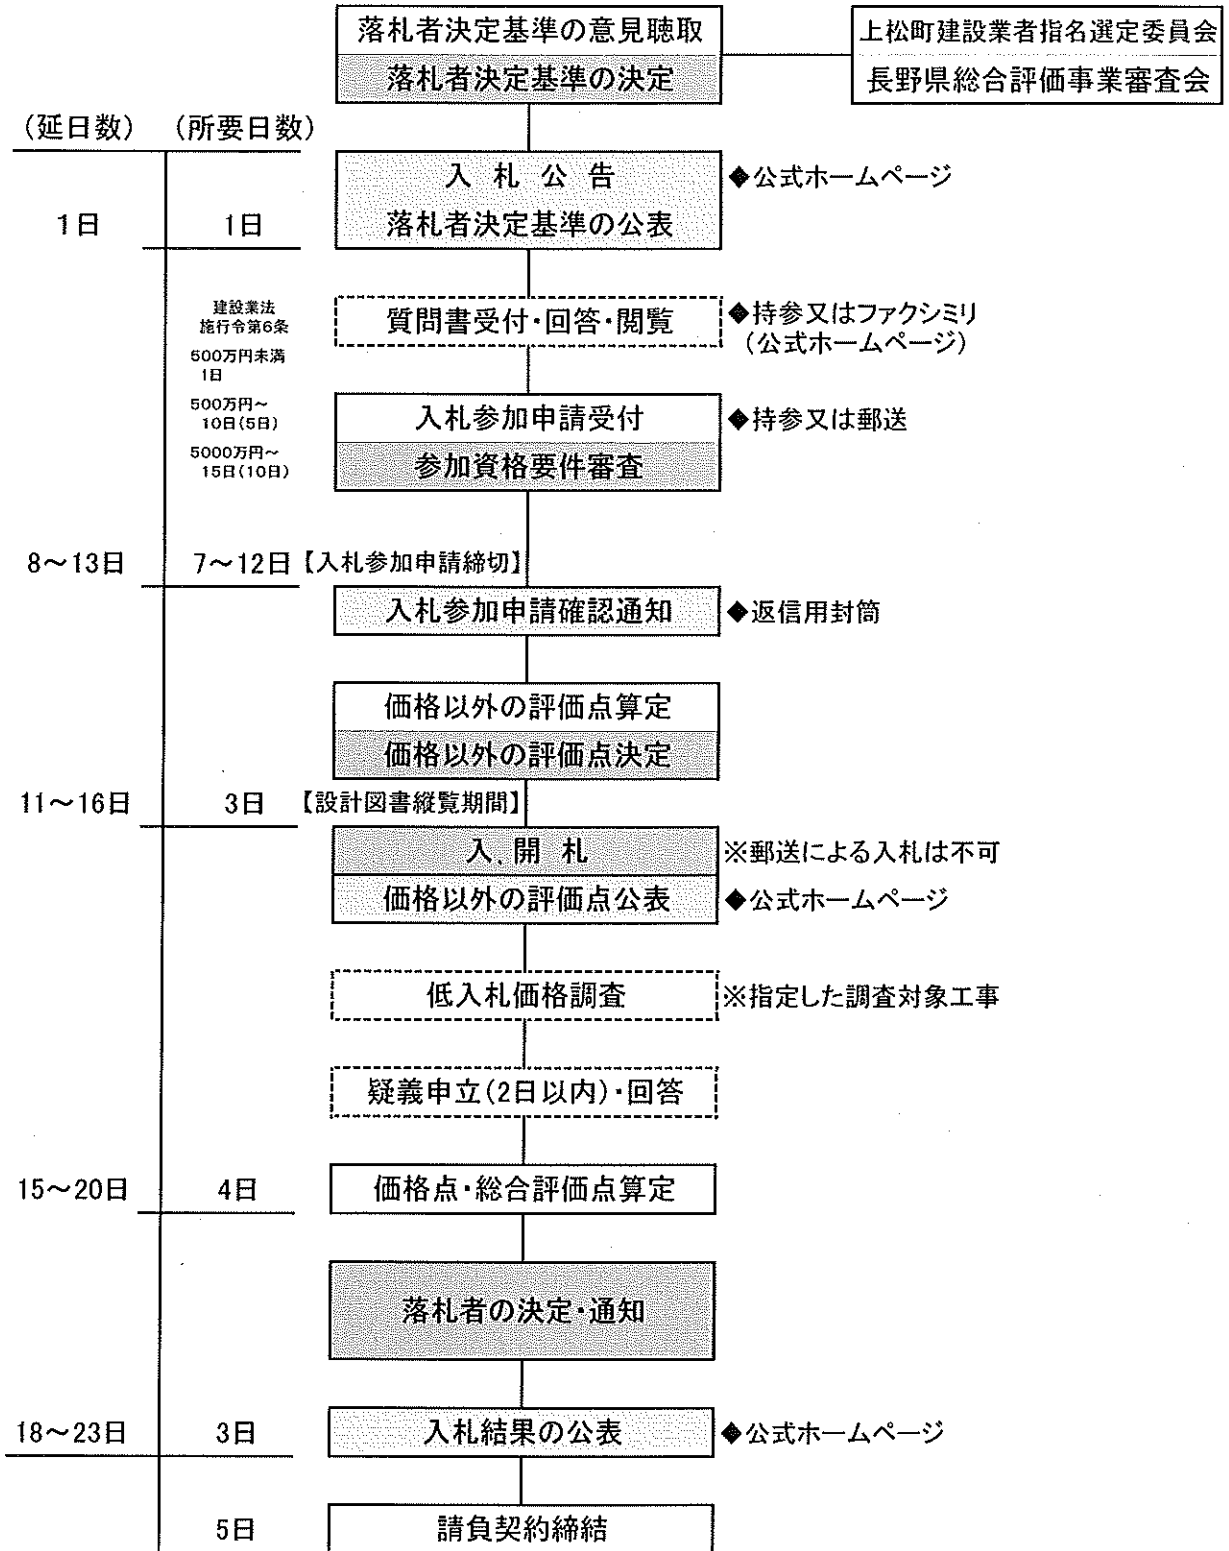 落札者決定基準の意見聴取
落札者決定基準の決定
上松町建設業者指名選定委員会
長野県総合評価事業審査会
(延日数) (所要日数)
入札公告
◆公式ホームページ
落札者決定基準の公表
1日 1日
建設業法
施行令第6条
500万円未満
1日
500万円~
10日(5日)
5000万円~
15日(10日)
質問書受付・回答・閲覧
◆持参又はファクシミリ
(公式ホームページ)
入札参加申請受付
◆持参又は郵送
参加資格要件審査
8~13日 7~12日【入札参加申請締切】
入札参加申請確認通知
◆返信用封筒
価格以外の評価点算定
価格以外の評価点決定
11~16日 3日 【設計図書縦覧期間】
入、開札
※郵送による入札は不可
価格以外の評価点公表
◆公式ホームページ
低入札価格調査
※指定した調査対象工事
疑義申立(2日以内)・回答
15~20日 4日 価格点・総合評価点算定
落札者の決定・通知
18~23日 3日 入札結果の公表 ◆公式ホームページ
5日 請負契約締結